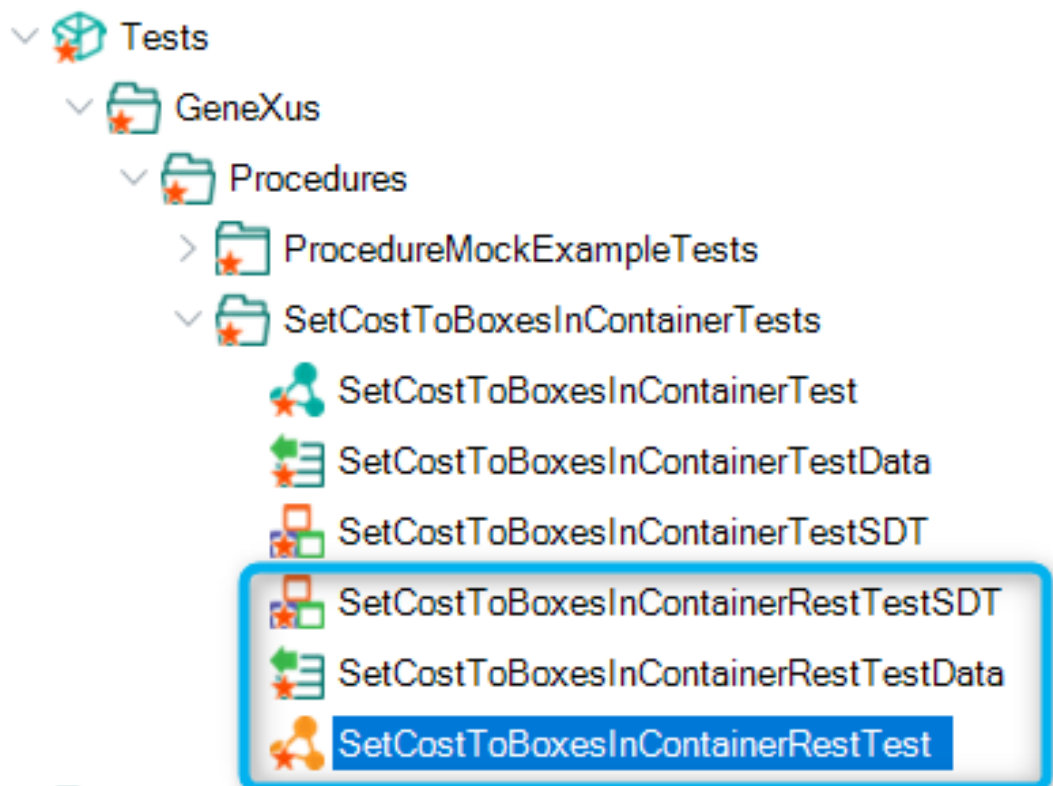 Tests
GeneXus
Procedures
ProcedureMockExampleTests
SetCostToBoxesInContainerTests
SetCostToBoxesInContainerTest
SetCostToBoxesInContainerTestData
SetCostToBoxesInContainerTestSDT
SetCostToBoxesInContainerRestTestSDT
SetCostToBoxesInContainerRestTestData
SetCostToBoxesInContainerRestTest